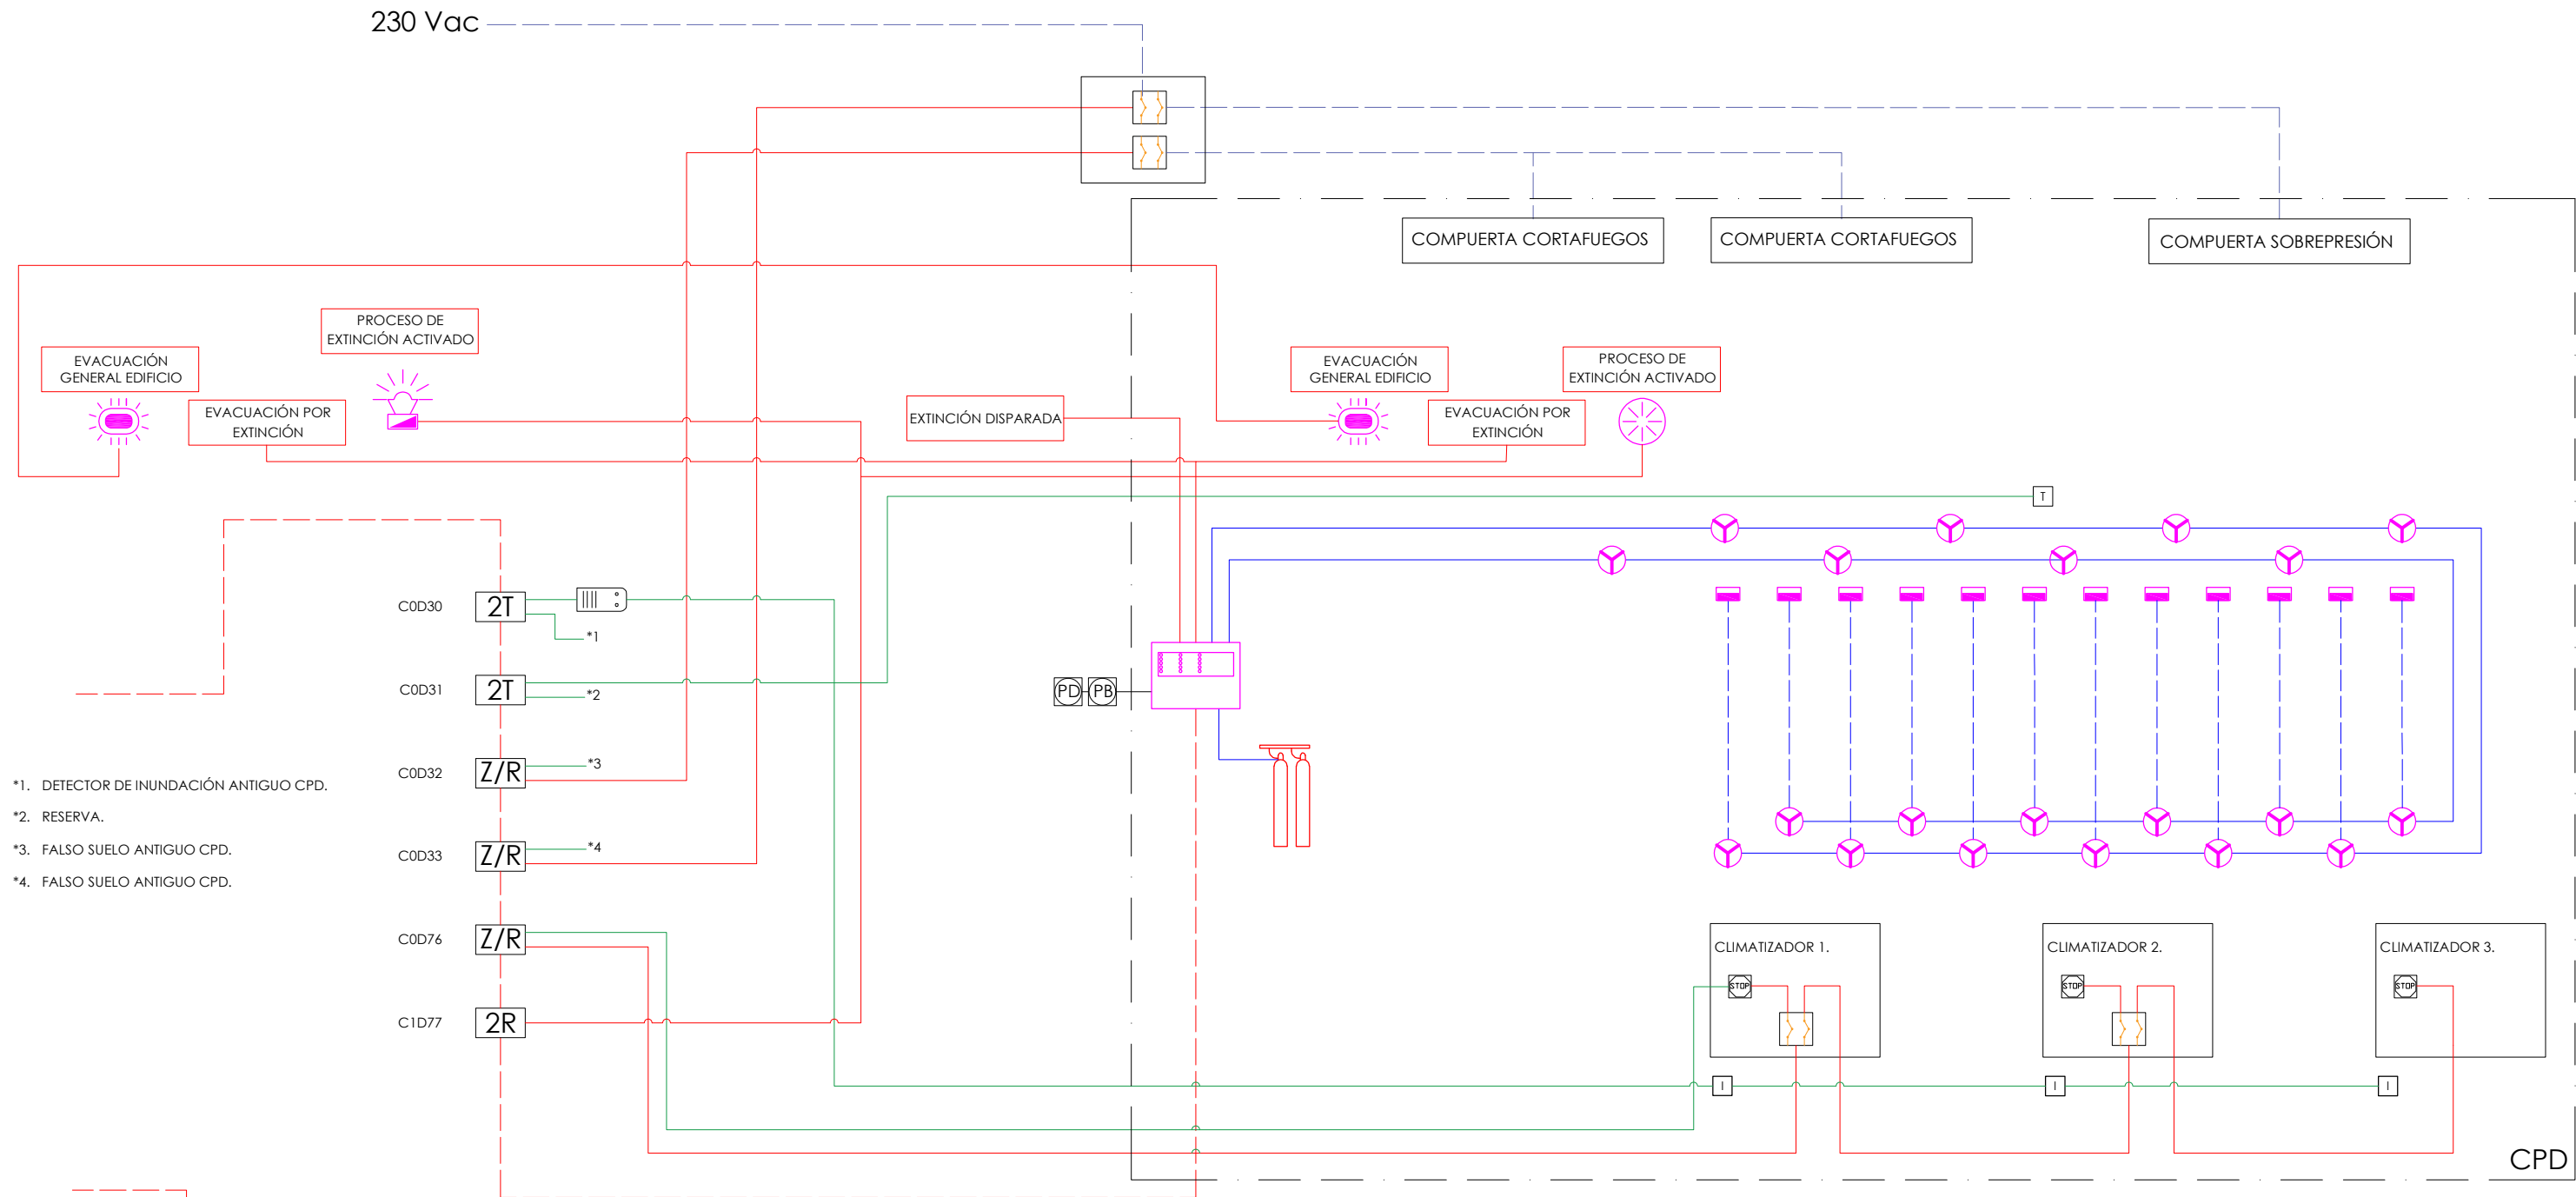 230 Vac
COMPUERTA CORTAFUEGOS
COMPUERTA CORTAFUEGOS
COMPUERTA SOBREPRESIÓN
PROCESO DE
EXTINCIÓN ACTIVADO
EVACUACIÓN
GENERAL EDIFICIO
EVACUACIÓN POR
EXTINCIÓN
EXTINCIÓN DISPARADA
EVACUACIÓN
GENERAL EDIFICIO
PROCESO DE
EXTINCIÓN ACTIVADO
EVACUACIÓN POR
EXTINCIÓN
T
C0D30
2T
*1
C0D31
2T
*2
PD
PB
C0D32
Z/R
*3
C0D33
Z/R
*4
*1. DETECTOR DE INUNDACIÓN ANTIGUO CPD.
*2. RESERVA.
*3. FALSO SUELO ANTIGUO CPD.
*4. FALSO SUELO ANTIGUO CPD.
C0D76
Z/R
C1D77
2R
CLIMATIZADOR 1.
STOP
CLIMATIZADOR 2.
STOP
CLIMATIZADOR 3.
STOP
I
I
I
CPD